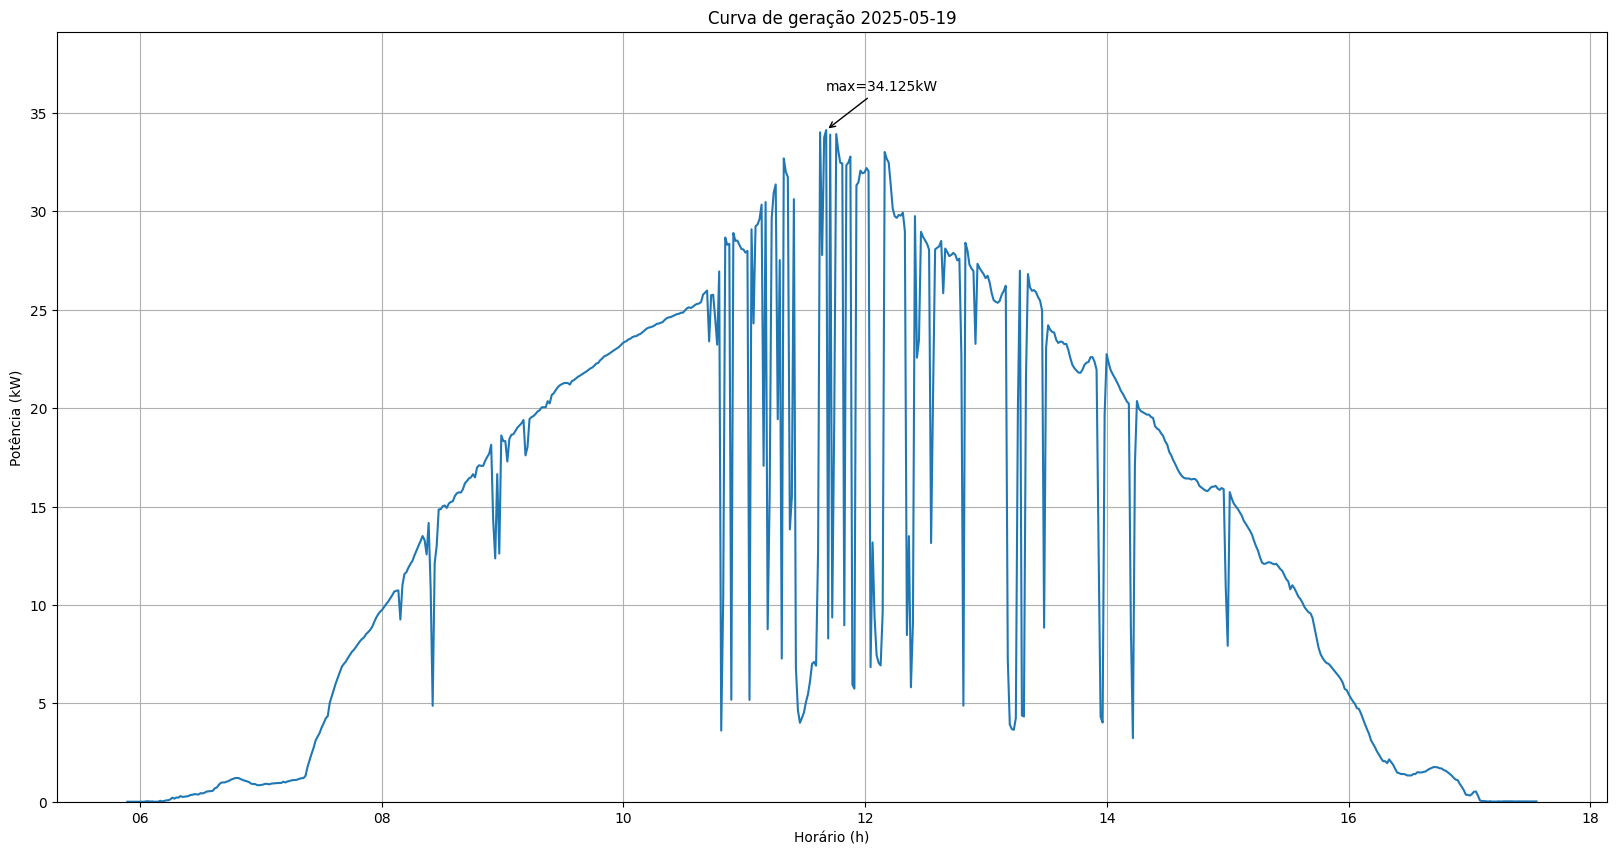 Curva de geração 2025-05-19
max=34.125kW
Potência (kW)
35
30
25
20
15
10
5
0
06 08 10 12 14 16 18
Horário (h)